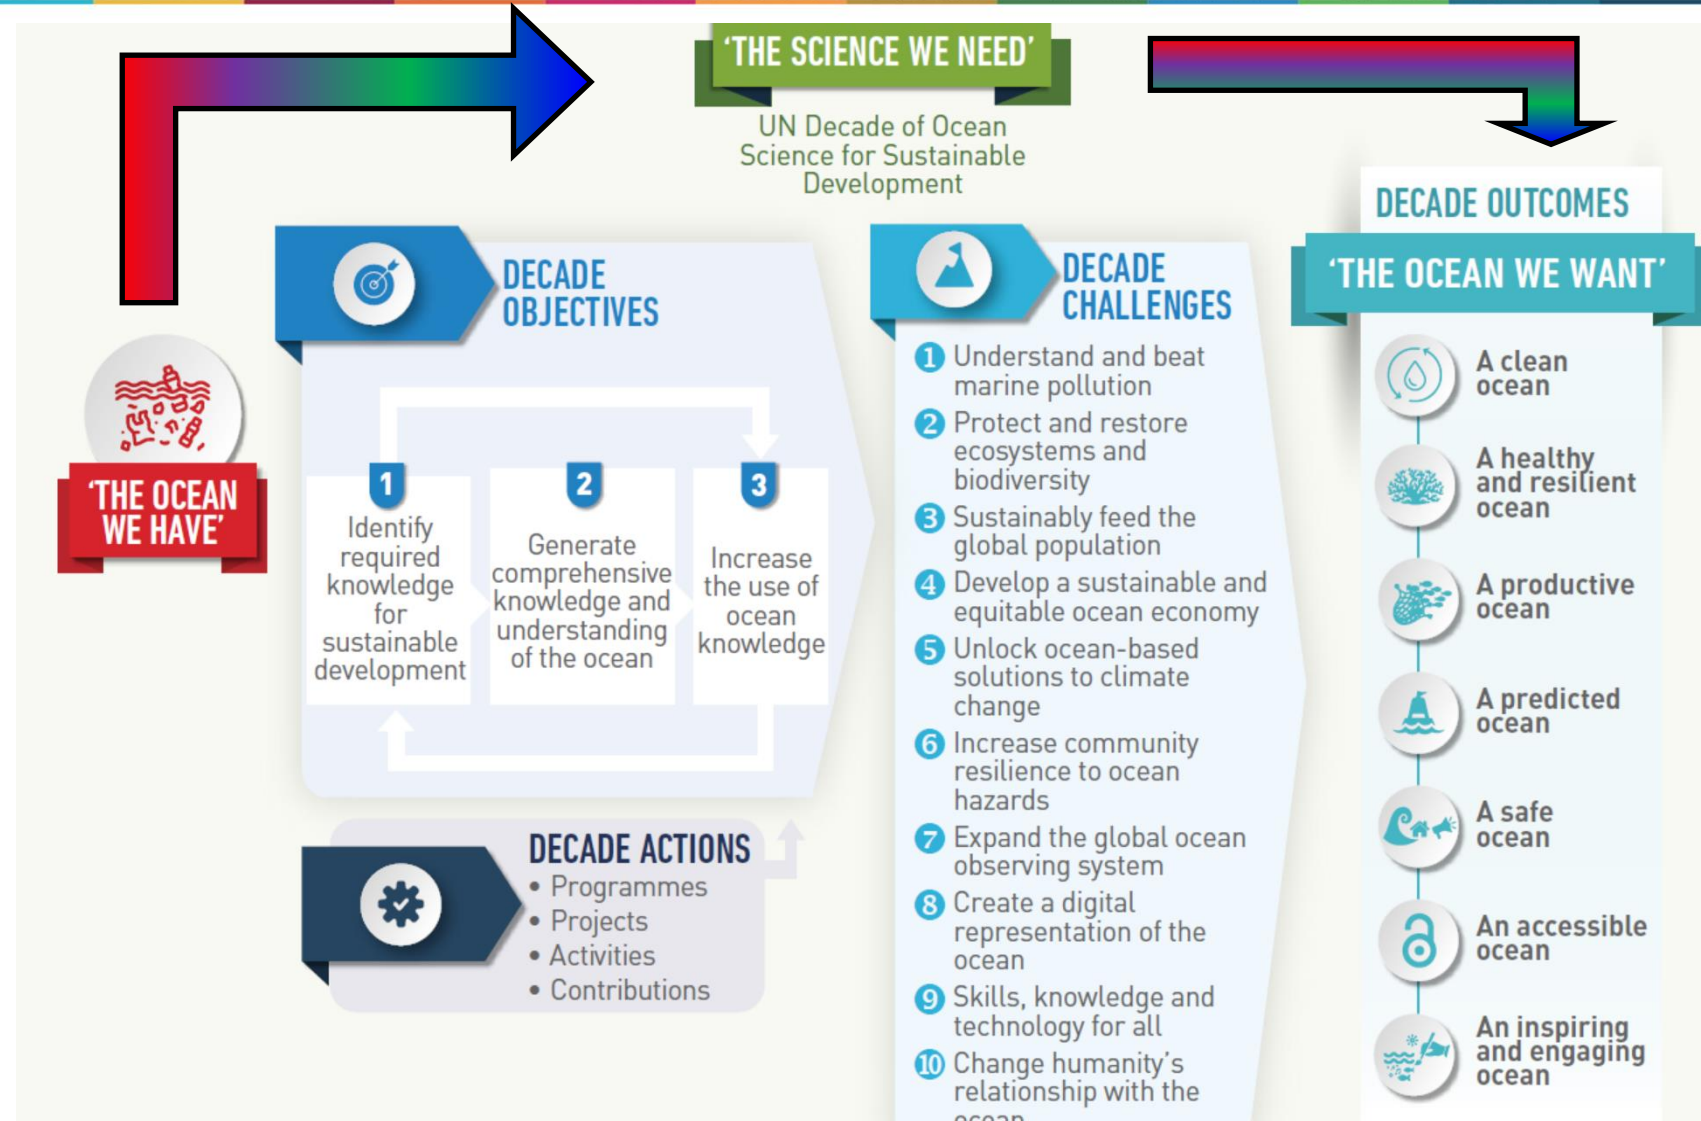 'THE SCIENCE WE NEED'
UN Decade of Ocean
Science for Sustainable
Development
'THE OCEAN
WE HAVE'
DECADE
OBJECTIVES
1
Identify
required
knowledge
for
sustainable
development
2
Generate
comprehensive
knowledge and
understanding
of the ocean
3
Increase
the use of
ocean
knowledge
DECADE ACTIONS
• Programmes
• Projects
• Activities
• Contributions
DECADE
CHALLENGES
1 Understand and beat
marine pollution
2 Protect and restore
ecosystems and
biodiversity
3 Sustainably feed the
global population
4 Develop a sustainable and
equitable ocean economy
5 Unlock ocean-based
solutions to climate
change
6 Increase community
resilience to ocean
hazards
7 Expand the global ocean
observing system
8 Create a digital
representation of the
ocean
9 Skills, knowledge and
technology for all
10 Change humanity's
relationship with the
ocean
DECADE OUTCOMES
'THE OCEAN WE WANT'
A clean
ocean
A healthy
and resilient
ocean
A productive
ocean
A predicted
ocean
A safe
ocean
An accessible
ocean
An inspiring
and engaging
ocean